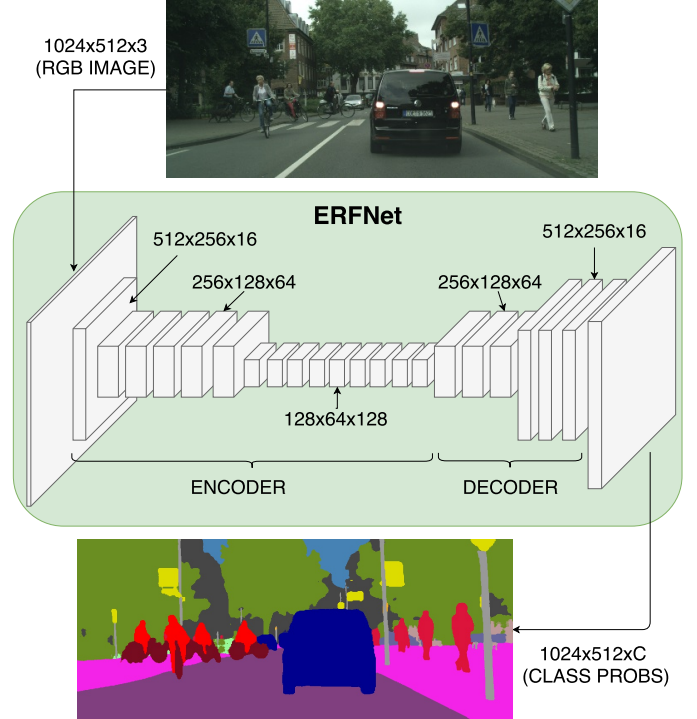 1024x512x3
(RGB IMAGE)
ERFNet
512x256x16
256x128x64
128x64x128
256x128x64
512x256x16
ENCODER
DECODER
1024x512xC
(CLASS PROBS)